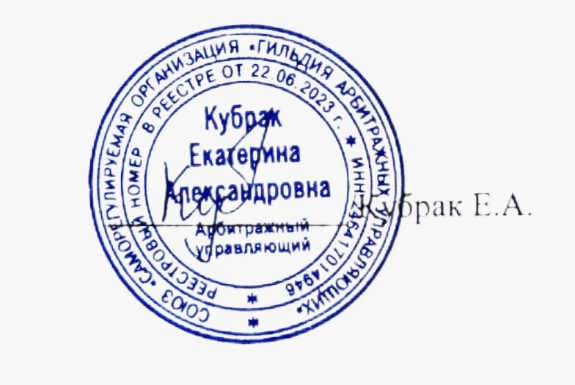 СОЮЗ «САМОРЕГУЛИРУЕМАЯ ОРГАНИЗАЦИЯ «ГИЛЬДИЯ АРБИТРАЖНЫХ УПРАВЛЯЮЩИХ»
РЕЕСТРОВЫЙ НОМЕР В РЕЕСТРЕ ОТ 22.06.2023 г. * ИНН
Кубрак
Екатерина
Александровна
Арбитражный
управляющий
Кубрак Е.А.